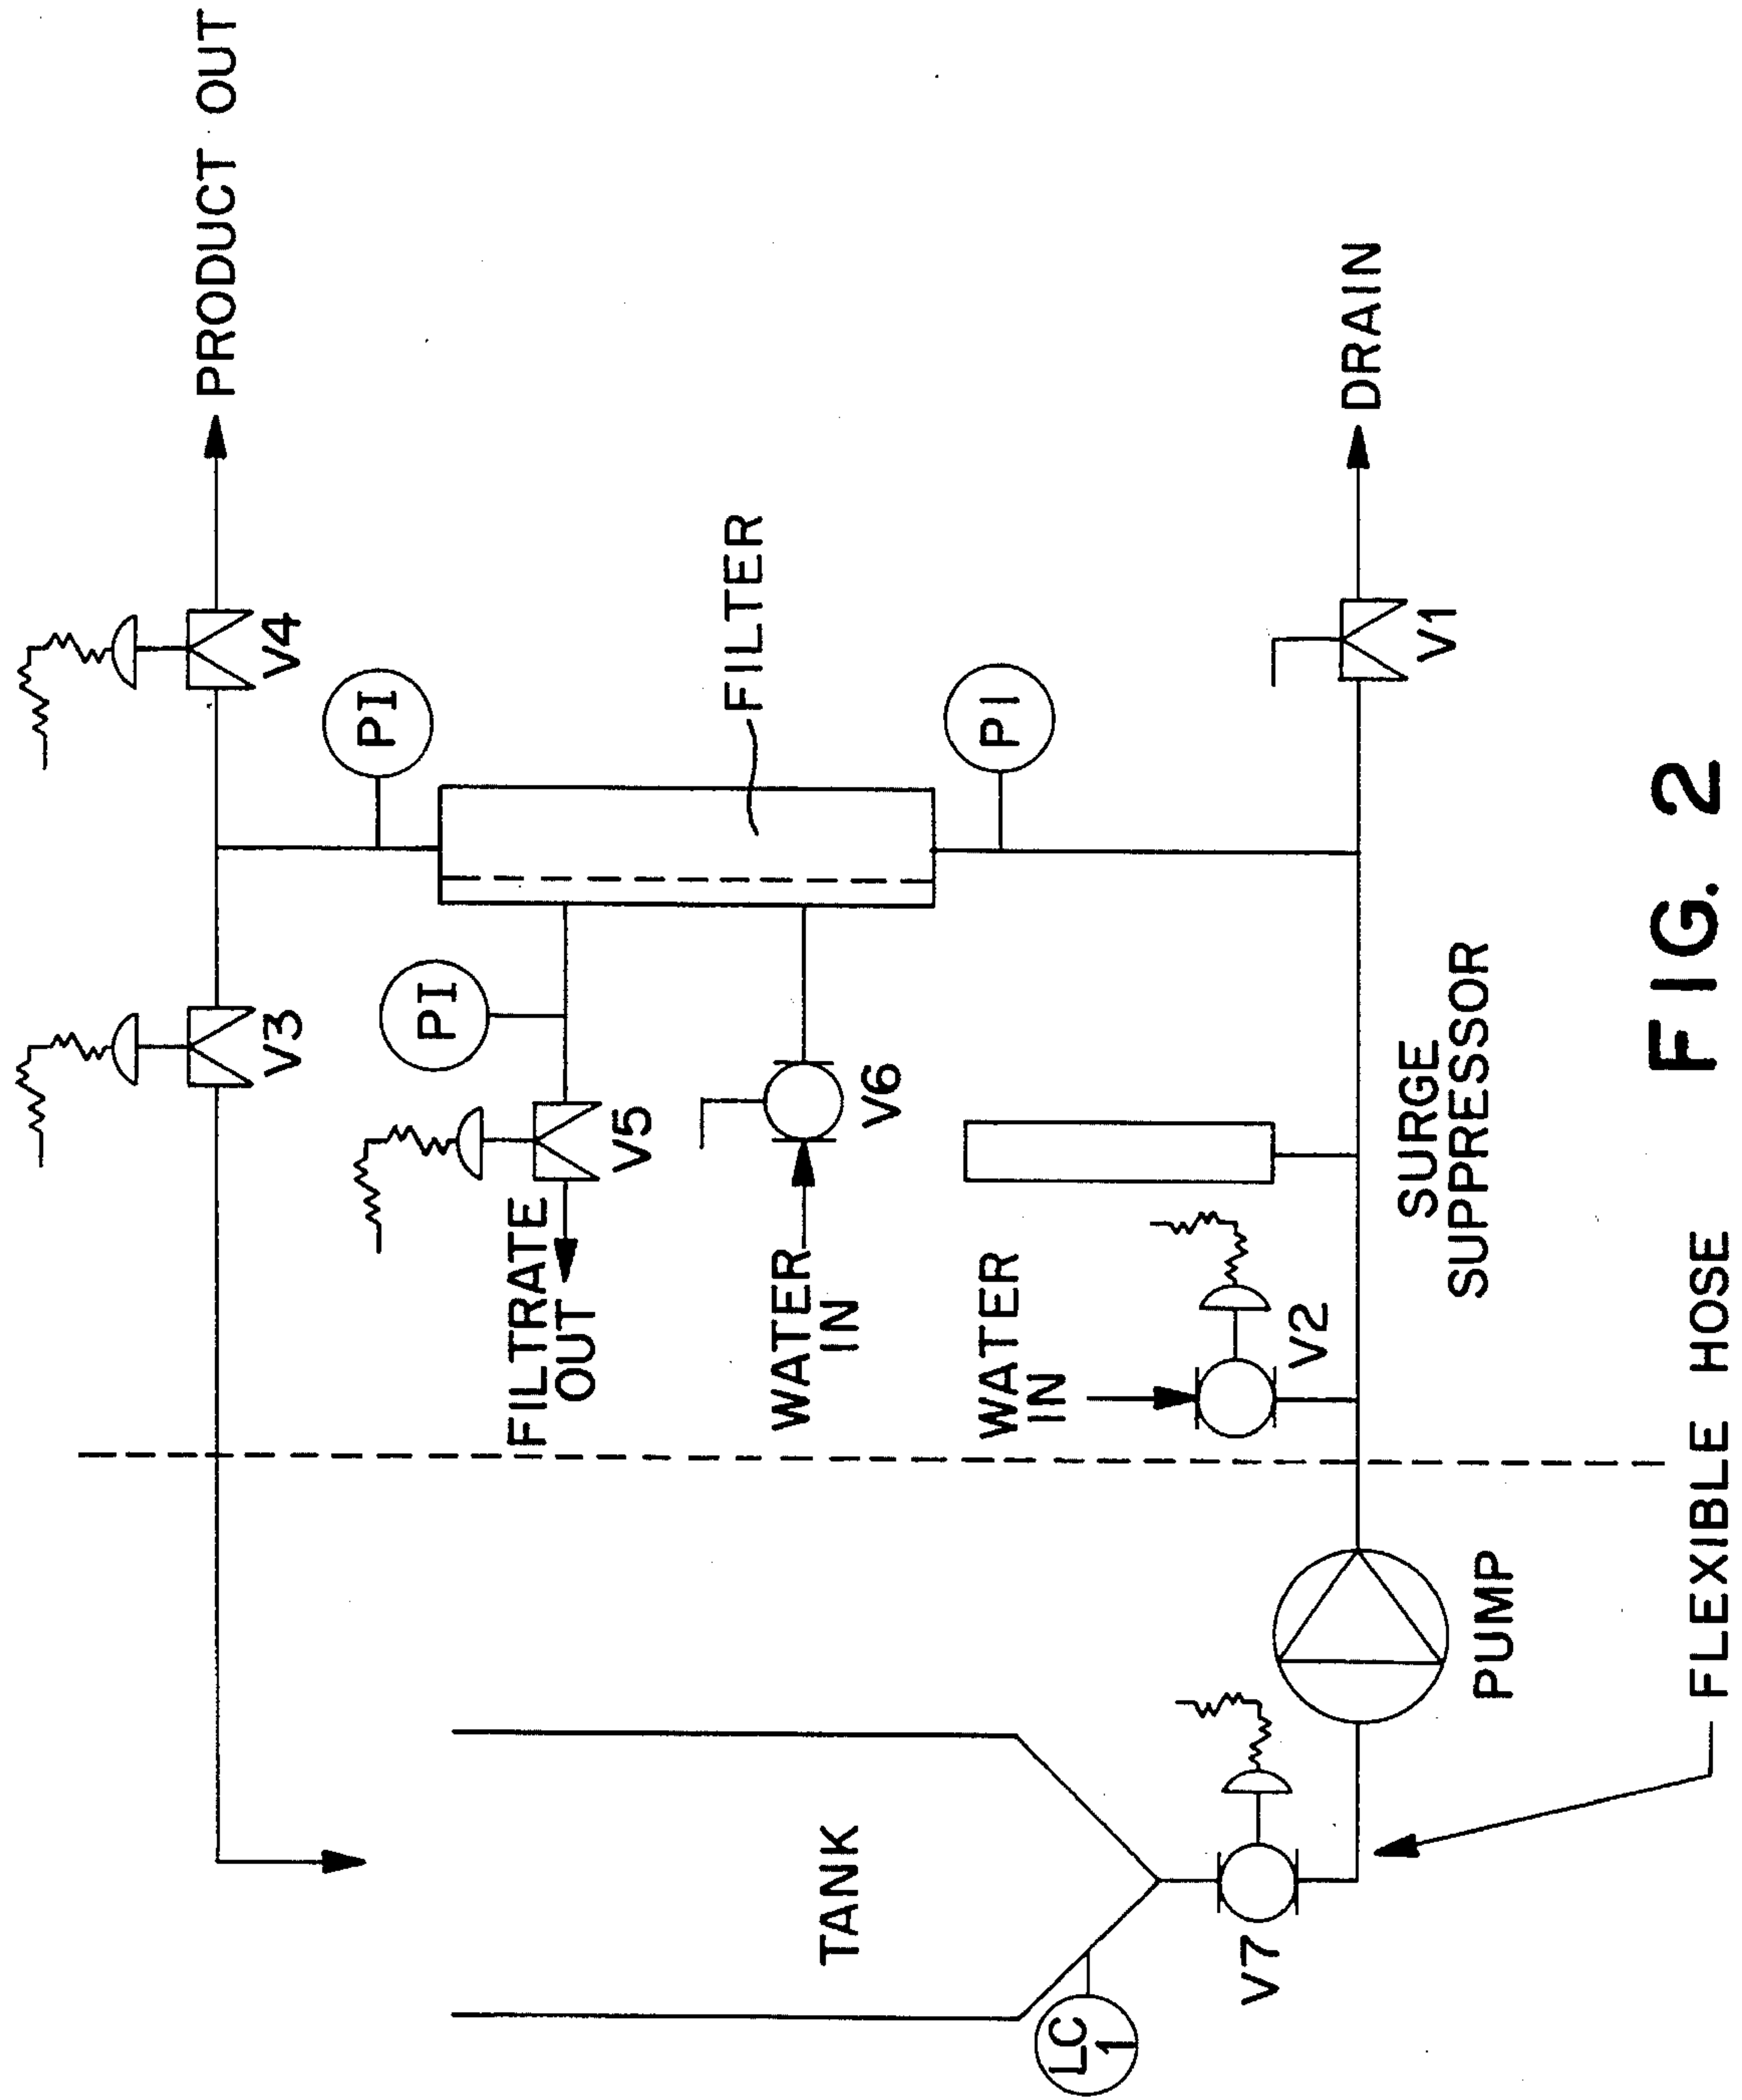 PRODUCT OUT
V4
V3
PI
PI
FILTRATE
OUT
V5
FILTER
WATER
IN
V6
PI
DRAIN
V1
WATER
IN
V2
SURGE
SUPPRESSOR
TANK
LC
1
V7
PUMP
FLEXIBLE HOSE
FIG. 2